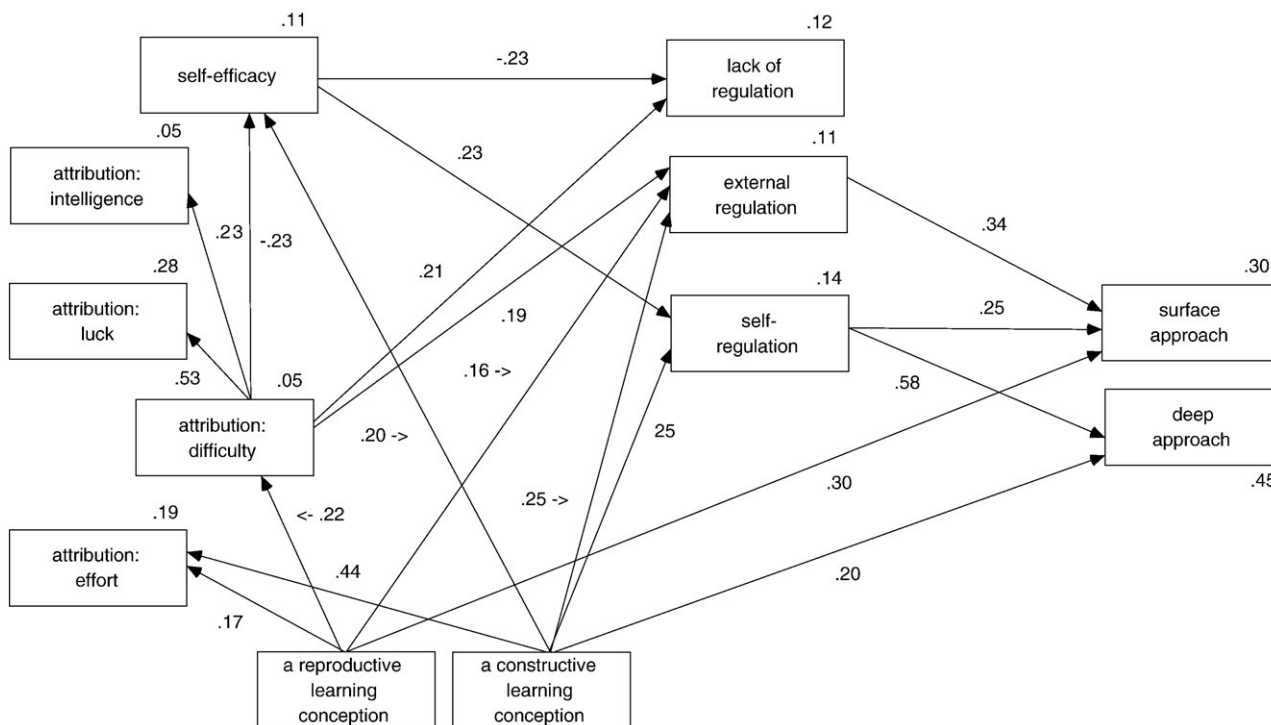 .11
.12
self-efficacy
-.23
lack of
regulation
.05
.23
.11
attribution:
intelligence
external
regulation
.23
-.23
.34
.28
.21
.14
.30
attribution:
luck
.19
self-
regulation
.25
surface
approach
.53
.05
.16 ->
.58
attribution:
difficulty
.20 ->
25
deep
approach
.25 ->
.30
.45
<- .22
.19
attribution:
effort
.44
.20
.17
a reproductive
learning
conception
a constructive
learning
conception